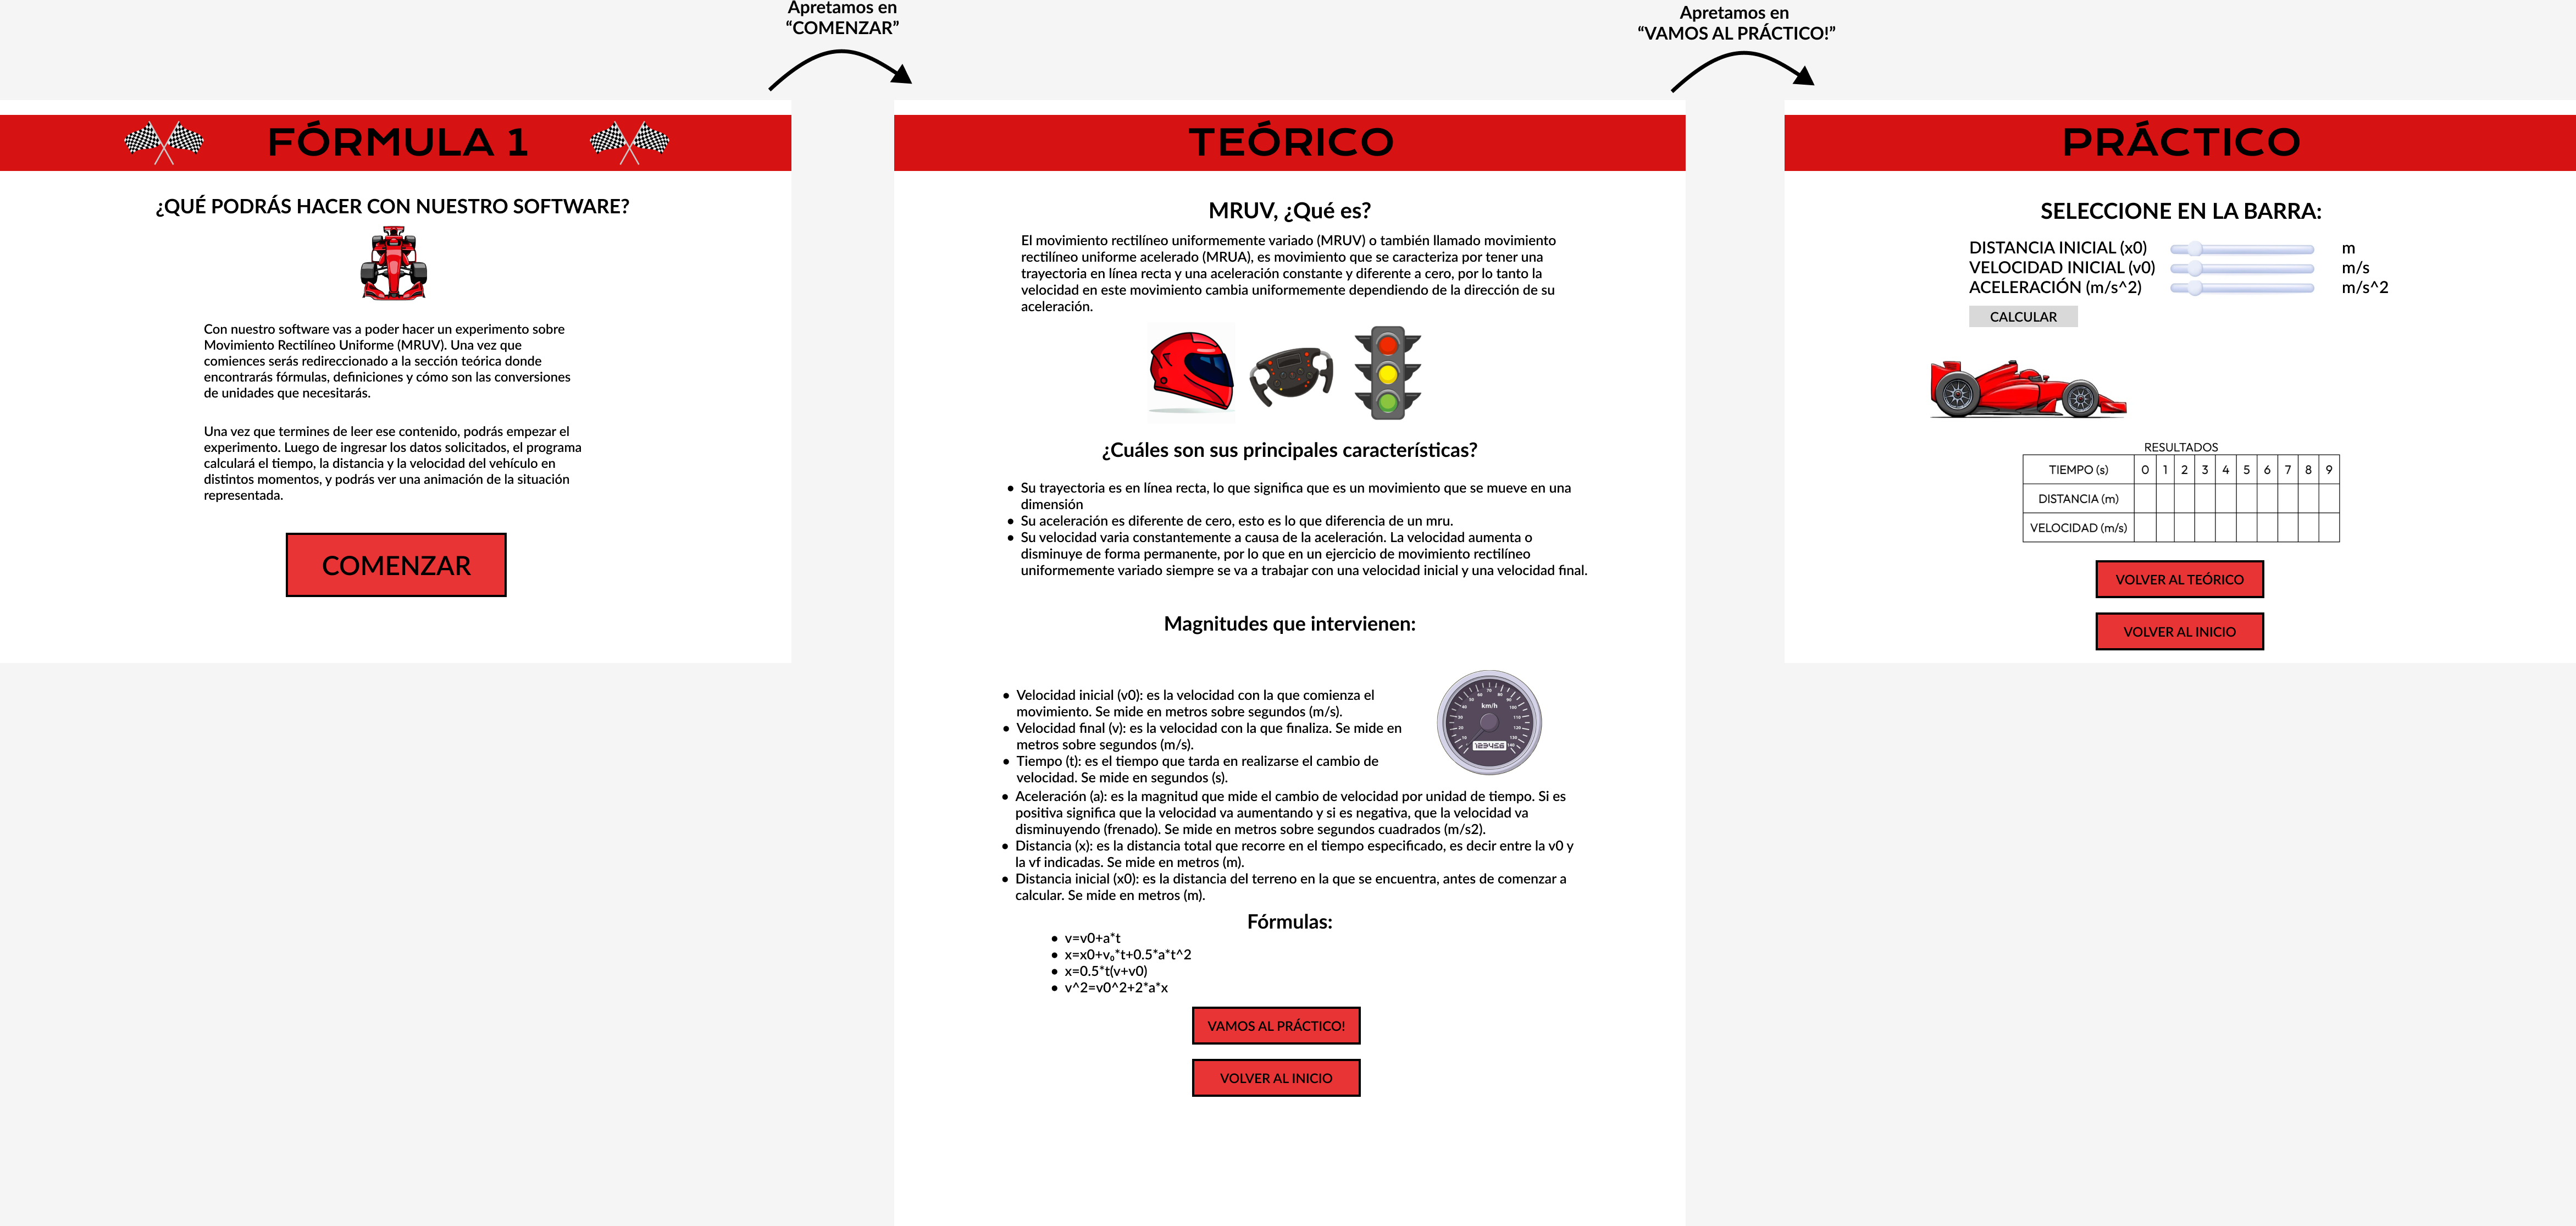 Apretamos en
“COMENZAR”
Apretamos en
“VAMOS AL PRÁCTICO!”
FÓRMULA 1
¿QUÉ PODRÁS HACER CON NUESTRO SOFTWARE?
Con nuestro software vas a poder hacer un experimento sobre
Movimiento Rectilíneo Uniforme (MRUV). Una vez que
comiences serás redireccionado a la sección teórica donde
encontrarás fórmulas, definiciones y cómo son las conversiones
de unidades que necesitarás.
Una vez que termines de leer ese contenido, podrás empezar el
experimento. Luego de ingresar los datos solicitados, el programa
calculará el tiempo, la distancia y la velocidad del vehículo en
distintos momentos, y podrás ver una animación de la situación
representada.
COMENZAR
TEÓRICO
MRUV, ¿Qué es?
El movimiento rectilíneo uniformemente variado (MRUV) o también llamado movimiento
rectilíneo uniforme acelerado (MRUA), es movimiento que se caracteriza por tener una
trayectoria en línea recta y una aceleración constante y diferente a cero, por lo tanto la
velocidad en este movimiento cambia uniformemente dependiendo de la dirección de su
aceleración.
¿Cuáles son sus principales características?
• Su trayectoria es en línea recta, lo que significa que es un movimiento que se mueve en una
dimensión
• Su aceleración es diferente de cero, esto es lo que diferencia de un mru.
• Su velocidad varia constantemente a causa de la aceleración. La velocidad aumenta o
disminuye de forma permanente, por lo que en un ejercicio de movimiento rectilíneo
uniformemente variado siempre se va a trabajar con una velocidad inicial y una velocidad final.
Magnitudes que intervienen:
• Velocidad inicial (v0): es la velocidad con la que comienza el
movimiento. Se mide en metros sobre segundos (m/s).
• Velocidad final (v): es la velocidad con la que finaliza. Se mide en
metros sobre segundos (m/s).
• Tiempo (t): es el tiempo que tarda en realizarse el cambio de
velocidad. Se mide en segundos (s).
km/h
123456
• Aceleración (a): es la magnitud que mide el cambio de velocidad por unidad de tiempo. Si es
positiva significa que la velocidad va aumentando y si es negativa, que la velocidad va
disminuyendo (frenado). Se mide en metros sobre segundos cuadrados (m/s2).
• Distancia (x): es la distancia total que recorre en el tiempo especificado, es decir entre la v0 y
la vf indicadas. Se mide en metros (m).
• Distancia inicial (x0): es la distancia del terreno en la que se encuentra, antes de comenzar a
calcular. Se mide en metros (m).
Fórmulas:
• v=v0+a*t
• x=x0+v₀*t+0.5*a*t^2
• x=0.5*t(v+v0)
• v^2=v0^2+2*a*x
VAMOS AL PRÁCTICO!
VOLVER AL INICIO
PRÁCTICO
SELECCIONE EN LA BARRA:
DISTANCIA INICIAL (x0) m
VELOCIDAD INICIAL (v0) m/s
ACELERACIÓN (m/s^2) m/s^2
CALCULAR
RESULTADOS
TIEMPO (s) 0 1 2 3 4 5 6 7 8 9
DISTANCIA (m)
VELOCIDAD (m/s)
VOLVER AL TEÓRICO
VOLVER AL INICIO